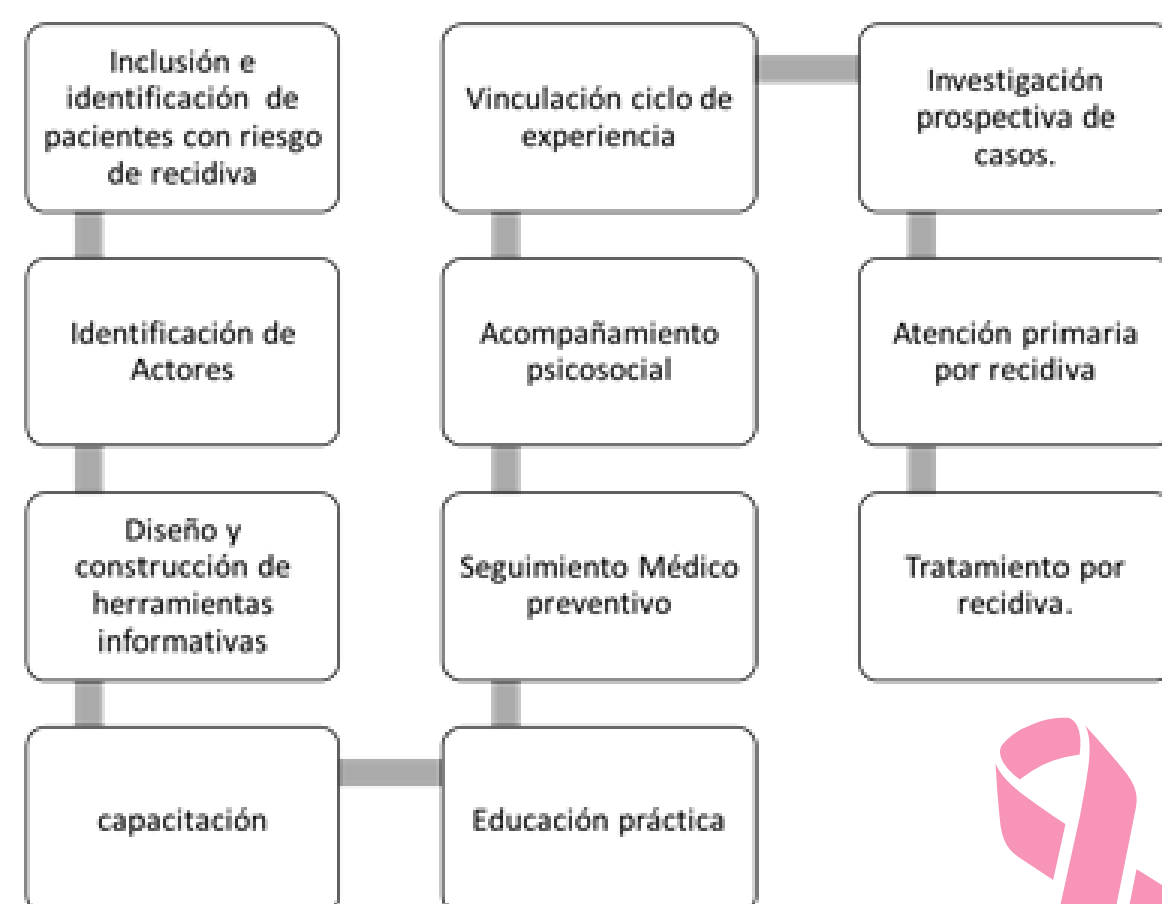 Inclusión e
identificación de
pacientes con riesgo
de recidiva
Identificación de
Actores
Diseño y
construcción de
herramientas
informativas
capacitación
Educación práctica
Seguimiento Médico
preventivo
Acompañamiento
psicosocial
Vinculación ciclo de
experiencia
Investigación
prospectiva de
casos.
Atención primaria
por recidiva
Tratamiento por
recidiva.